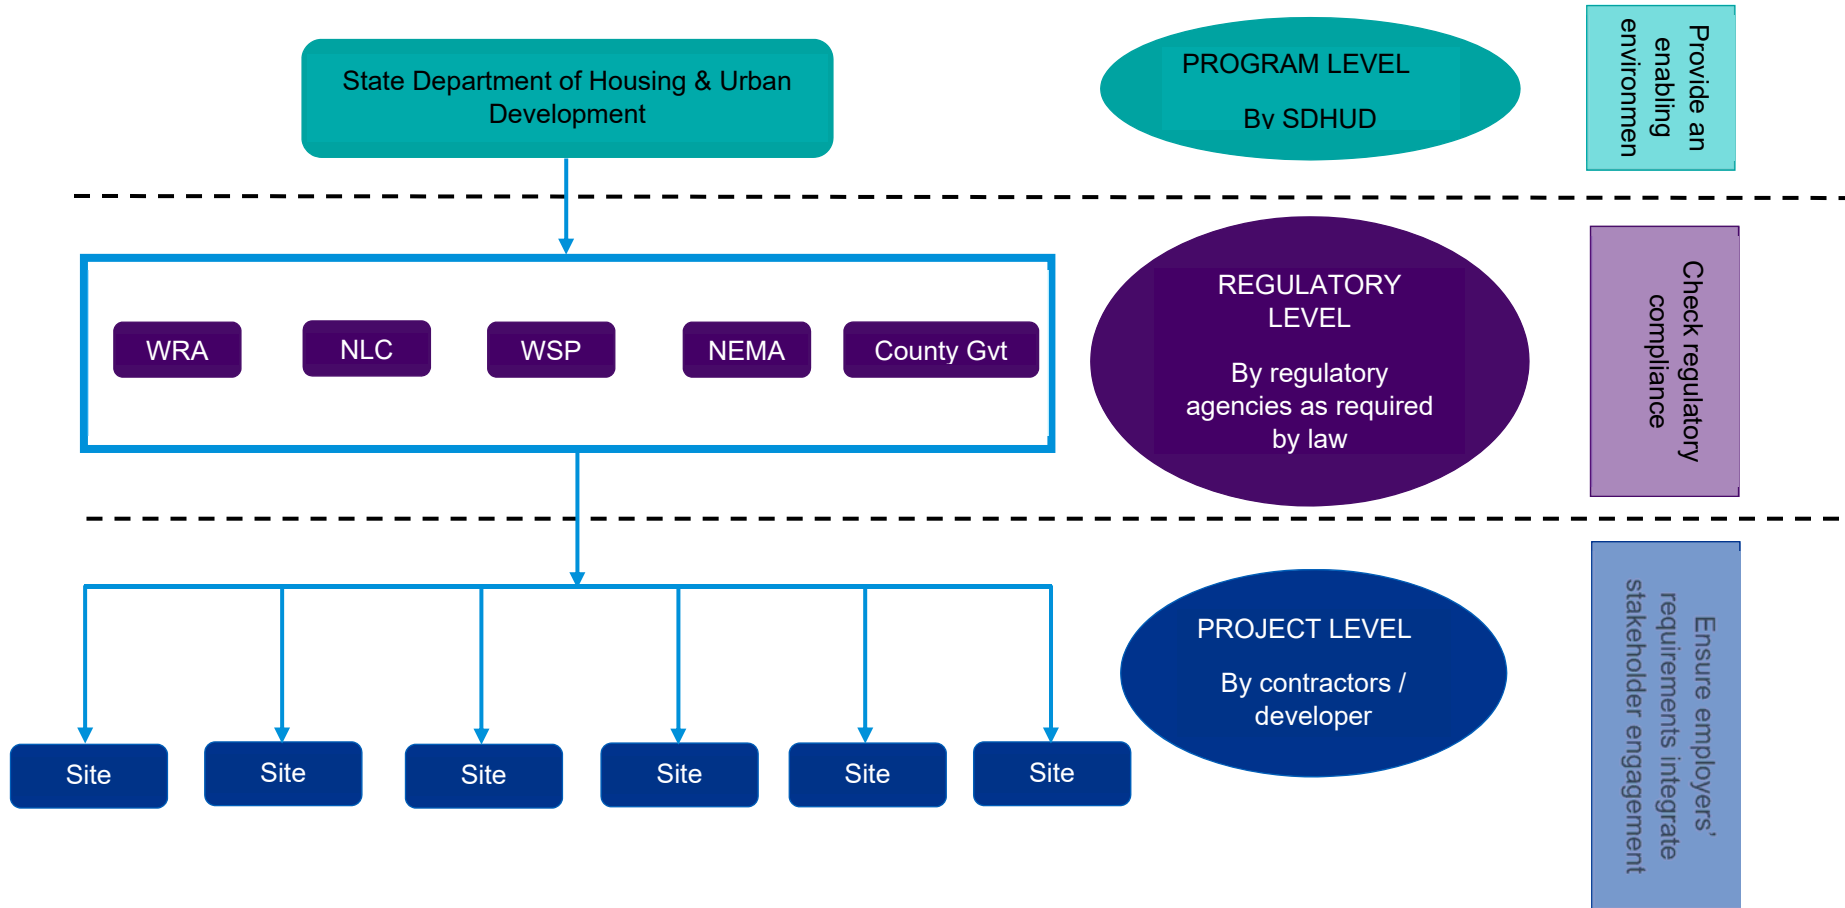 State Department of Housing & Urban
Development
PROGRAM LEVEL
By SDHUD
Provide an
enabling
environmen
WRA
NLC
WSP
NEMA
County Gvt
REGULATORY
LEVEL
By regulatory
agencies as required
by law
Check regulatory
compliance
PROJECT LEVEL
By contractors /
developer
Ensure employers’
requirements integrate
stakeholder engagement
Site
Site
Site
Site
Site
Site